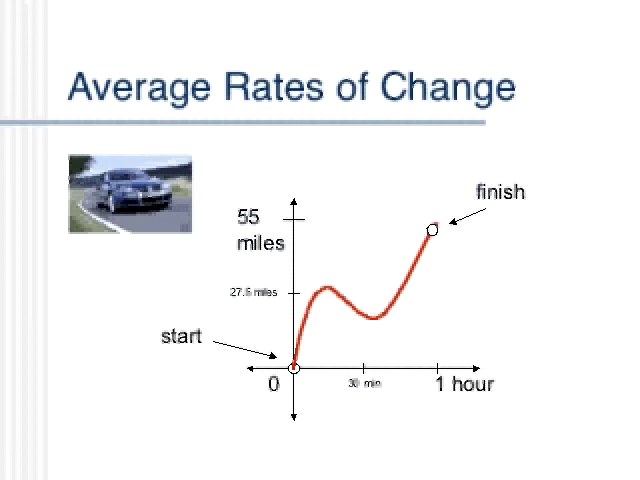 Average Rates of Change
finish
55
miles
27.5 miles
start
0
30 min
1 hour